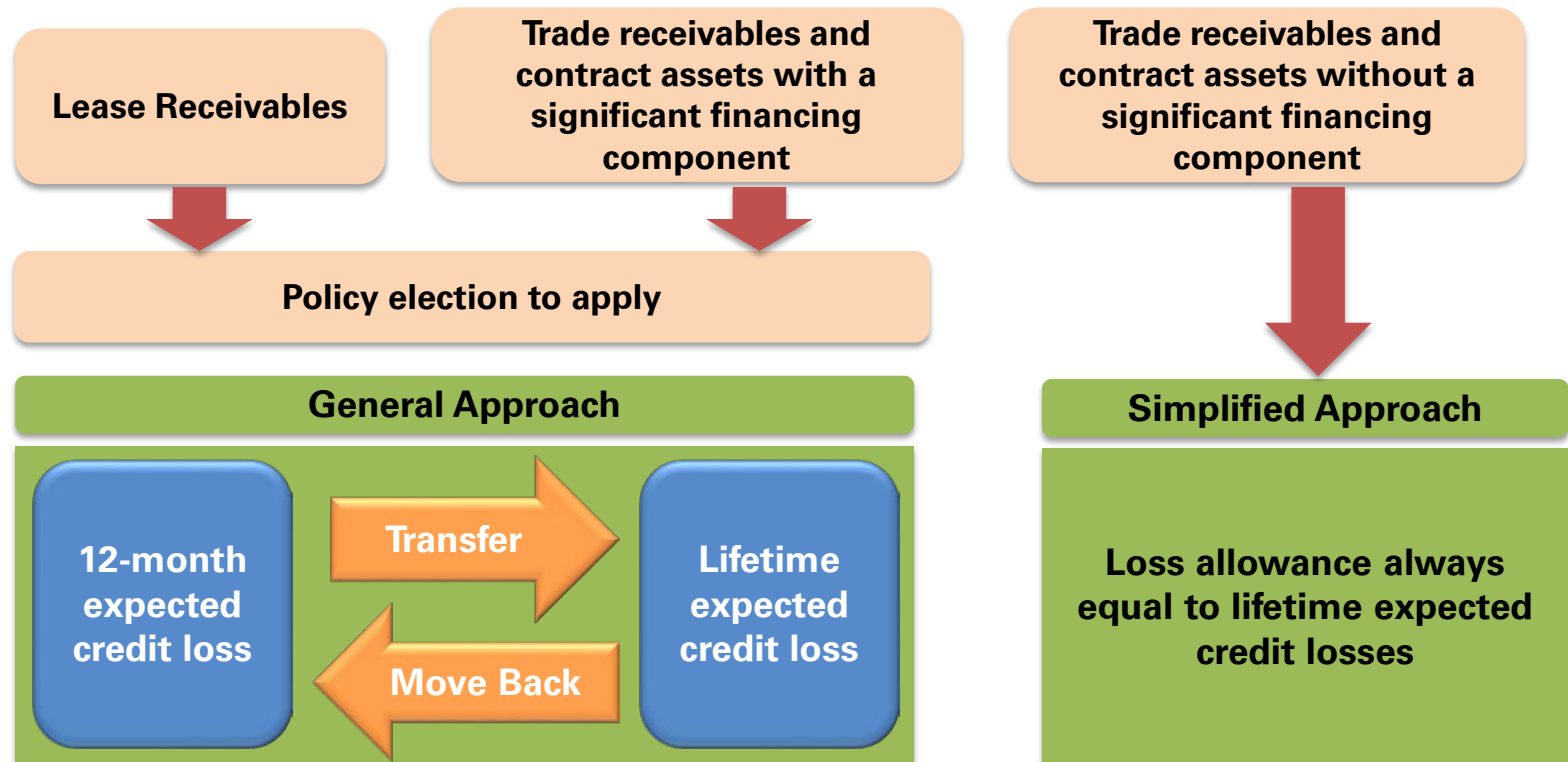 Lease Receivables
Trade receivables and
contract assets with a
significant financing
component
Trade receivables and
contract assets without a
significant financing
component
Policy election to apply
General Approach
Simplified Approach
12-month
expected
credit loss
Transfer
Move Back
Lifetime
expected
credit loss
Loss allowance always
equal to lifetime expected
credit losses